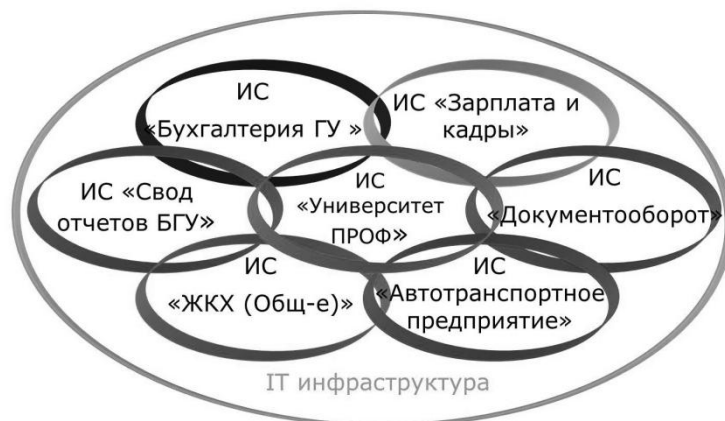 ИС
«Бухгалтерия ГУ »
ИС «Зарплата и
кадры»
ИС «Свод
отчетов БГУ»
ИС
«Университет
ПРОФ»
ИС
«Документооборот»
ИС
«ЖКХ (Общ-е)»
ИС
«Автотранспортное
предприятие»
IT инфраструктура